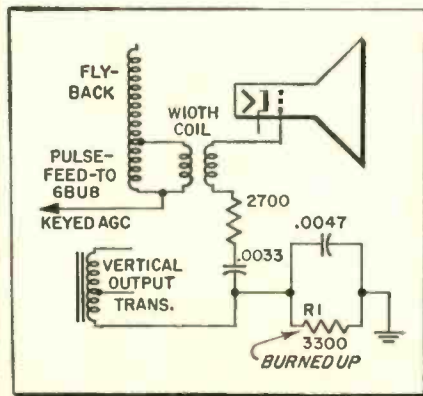 FLY-
BACK
WIDTH
COIL
PULSE-
FEED-TO
6BU8
KEYED AGC
2700
.0033
.0047
VERTICAL
OUTPUT
TRANS.
R1
3300
BURNED UP